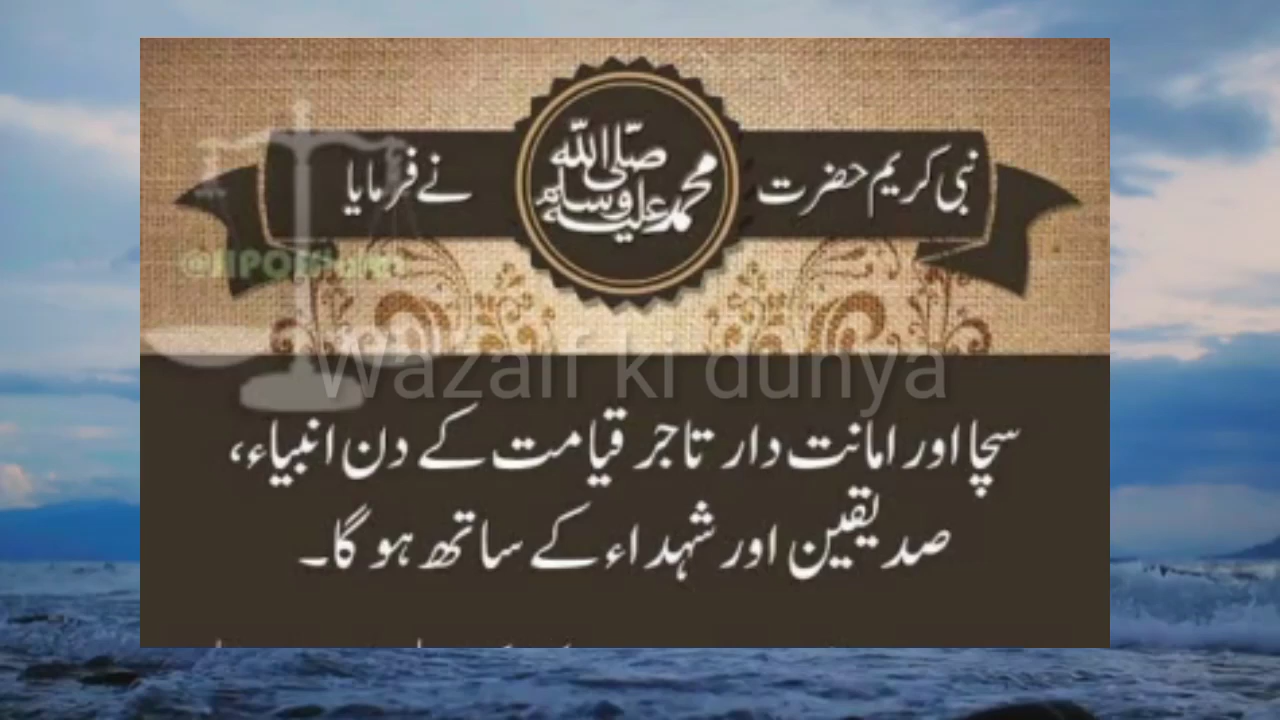 نبی کریم حضرت محمد صلی اللہ علیہ وسلم نے فرمایا
Wazaif ki dunya
سچا اور امانت دار تاجر قیامت کے دن انبیاء،
صدیقین اور شہداء کے ساتھ ہو گا۔